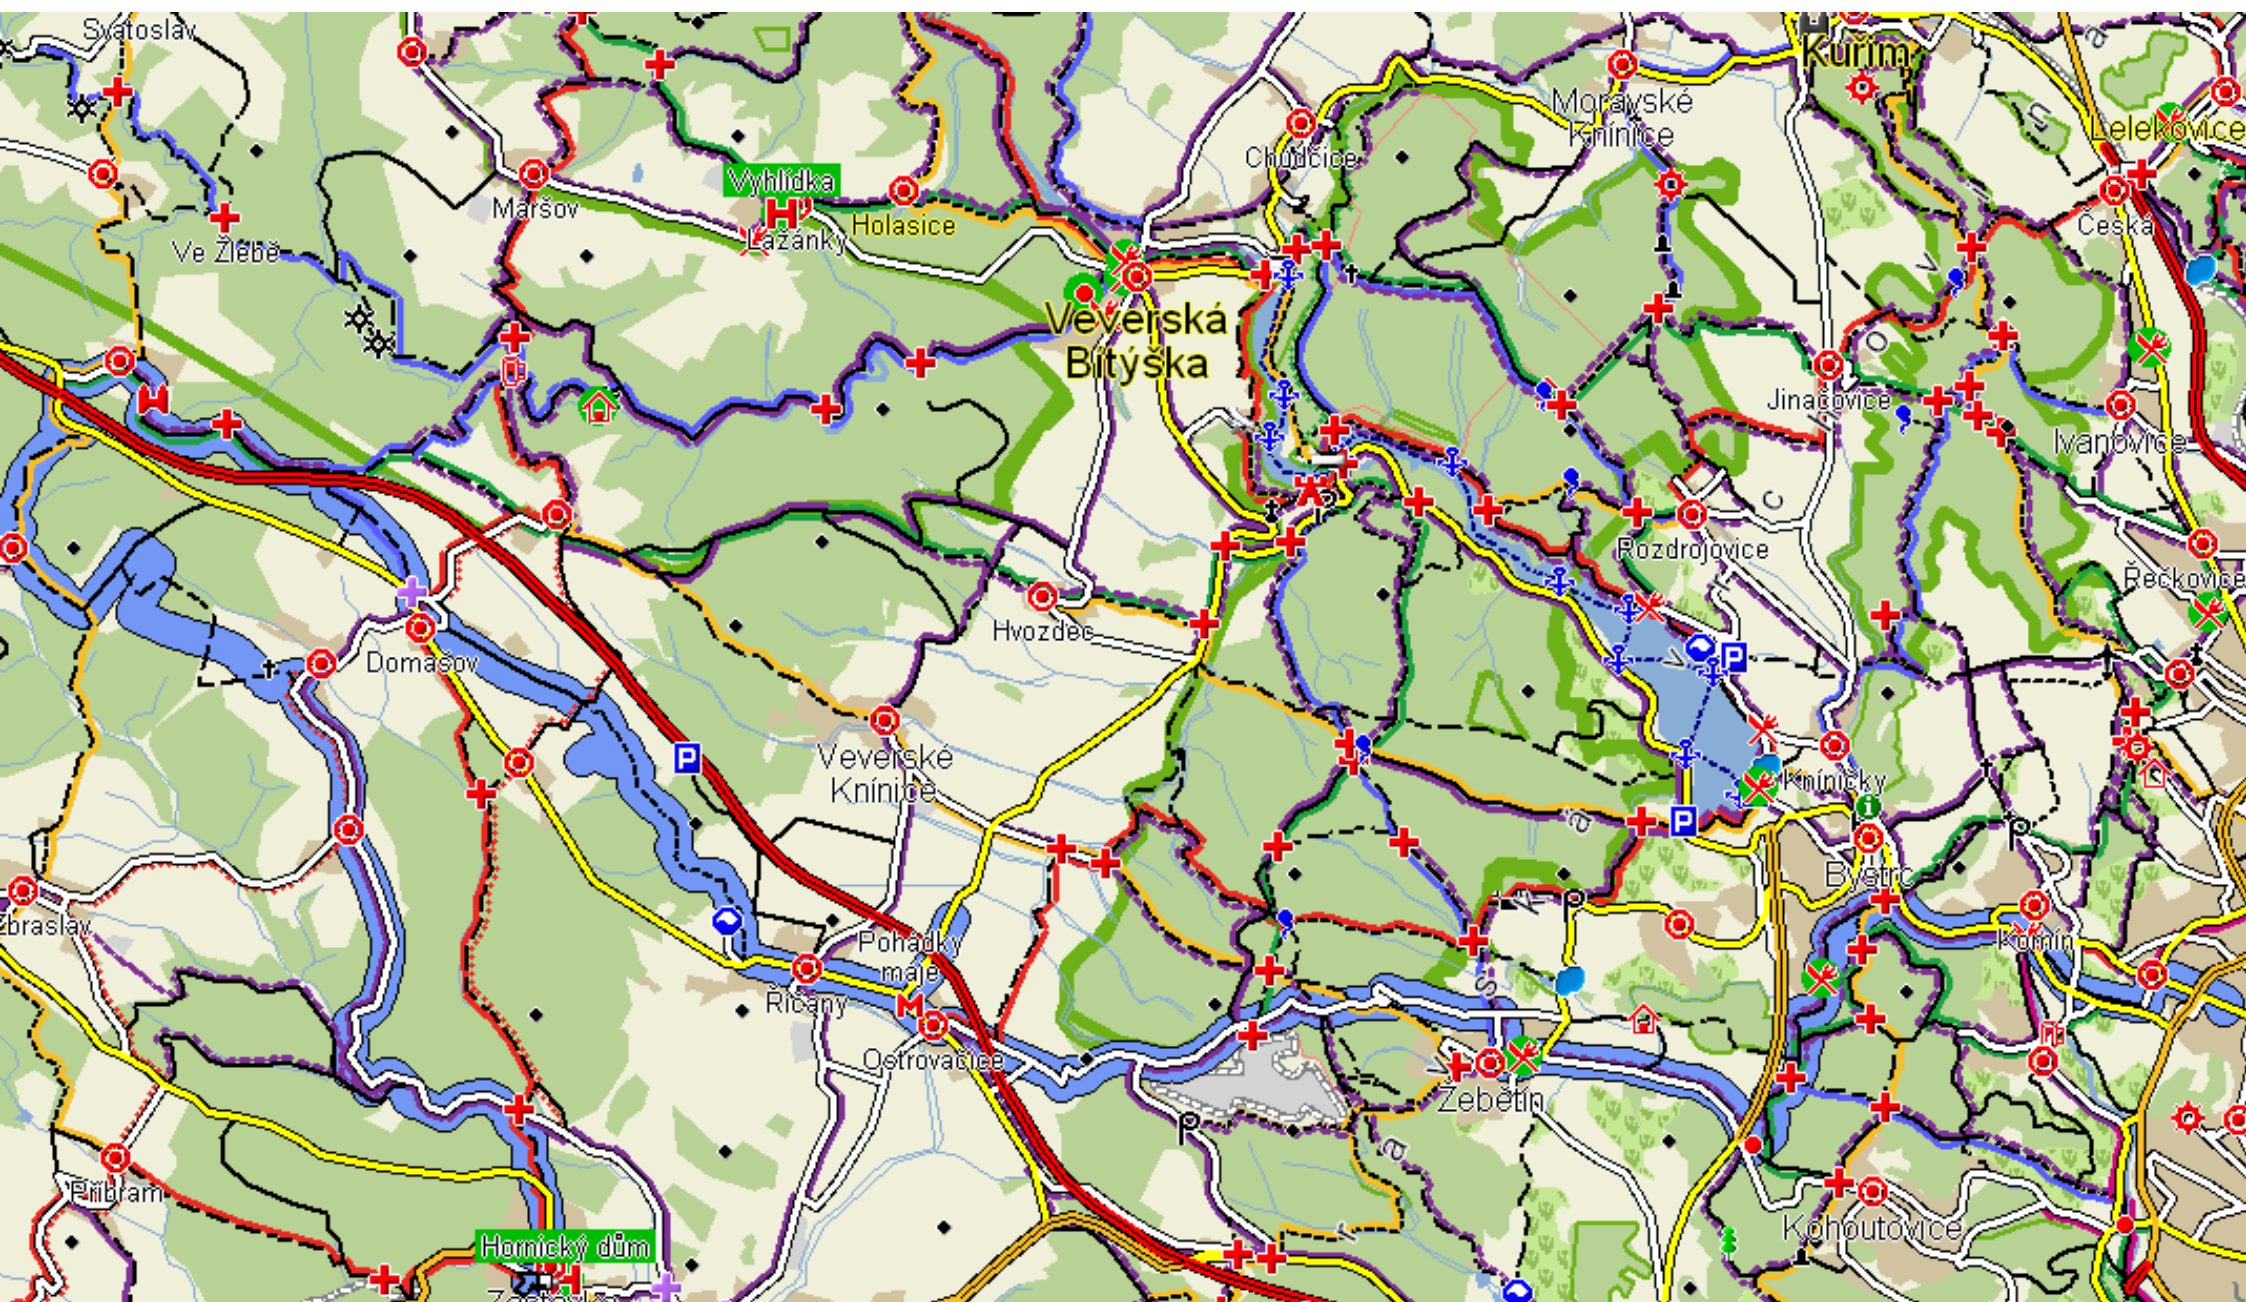 Svatoslav
Kuřim
Moravské
Knínice
Lelekovice
Chudčice
Vyhlídka
Maršov
Holasice
Lažánky
Česká
Ve Žlebě
Veverská
Bítýška
Jinačovice
Ivanovice
Rozdrojovice
Řečkovice
Hvozdec
Domašov
P
Veverské
Knínice
P
Kníničky
P
i
Bystrc
Zbraslav
Pohádky
máje
Komín
Říčany
Ostrovačice
Žebětín
Příbram
Kohoutovice
Hornický dům